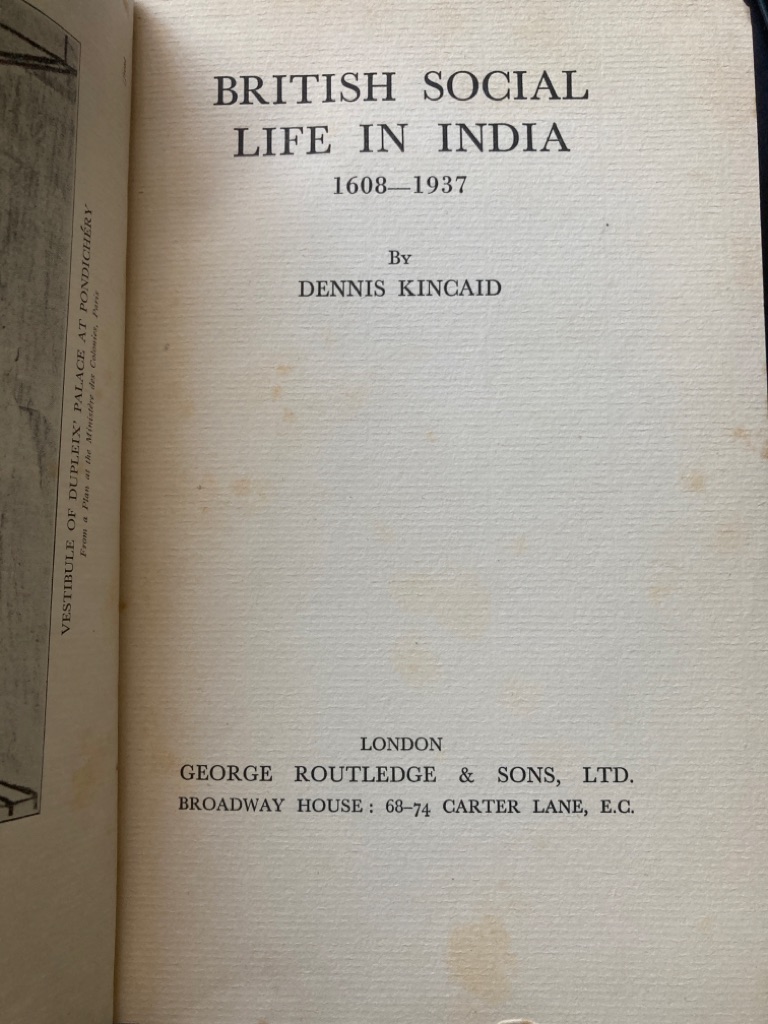 VESTIBULE OF DUPLEIX' PALACE AT PONDICHÉRY
From a Plan at the Ministère des Colonies, Paris
BRITISH SOCIAL
LIFE IN INDIA
1608—1937
By
DENNIS KINCAID
LONDON
GEORGE ROUTLEDGE & SONS, LTD.
BROADWAY HOUSE: 68–74 CARTER LANE, E.C.